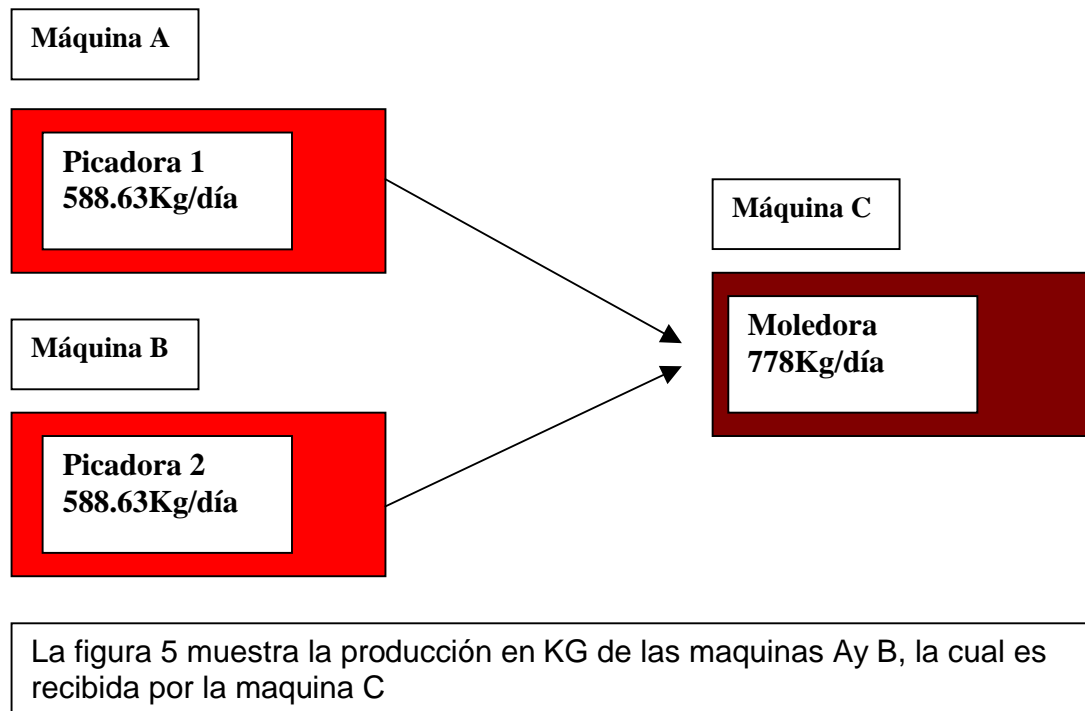 Máquina A
Picadora 1
588.63Kg/día
Máquina B
Picadora 2
588.63Kg/día
Máquina C
Moledora
778Kg/día
La figura 5 muestra la producción en KG de las maquinas Ay B, la cual es
recibida por la maquina C